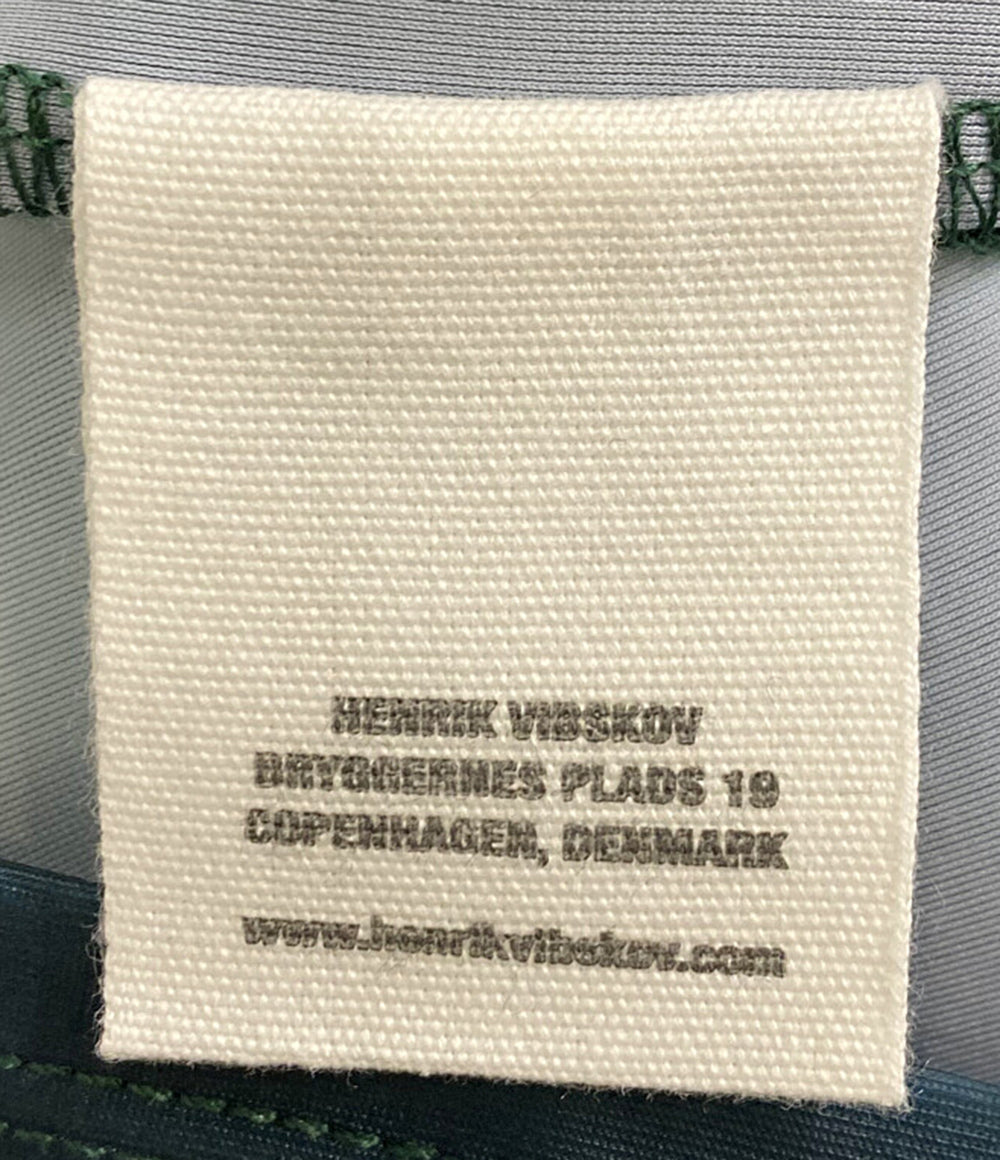 HENRIK VIBSKOV
BRYGGERNES PLADS 19
COPENHAGEN, DENMARK
www.henrikvibskov.com